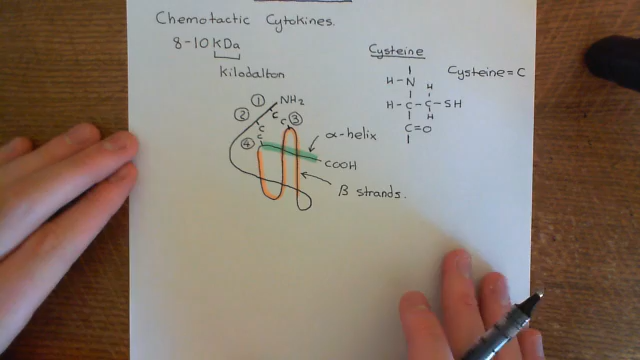 Chemotactic Cytokines.
8-10 kDa
Kilodalton
① NH₂
②
C
C
C ③
C
④
α-helix
COOH
β strands.
Cysteine
Cysteine = C
H-N
H
H-C-C-SH
H
C=O